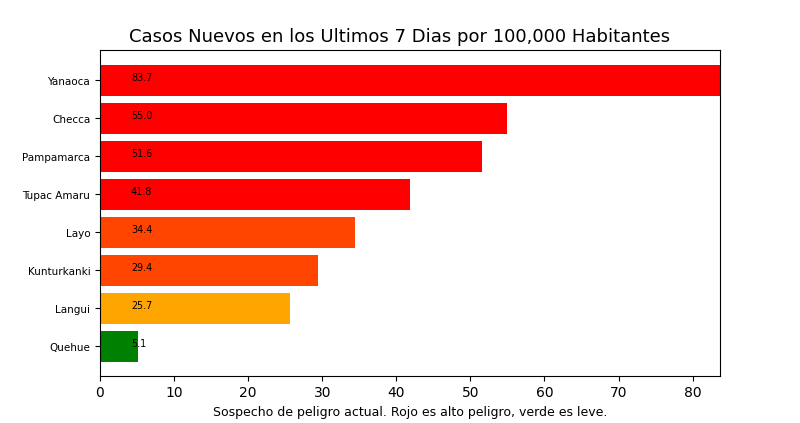 Casos Nuevos en los Ultimos 7 Dias por 100,000 Habitantes
Yanaoca 83.7
Checca 55.0
Pampamarca 51.6
Tupac Amaru 41.8
Layo 34.4
Kunturkanki 29.4
Langui 25.7
Quehue 5.1
0 10 20 30 40 50 60 70 80
Sospecho de peligro actual. Rojo es alto peligro, verde es leve.